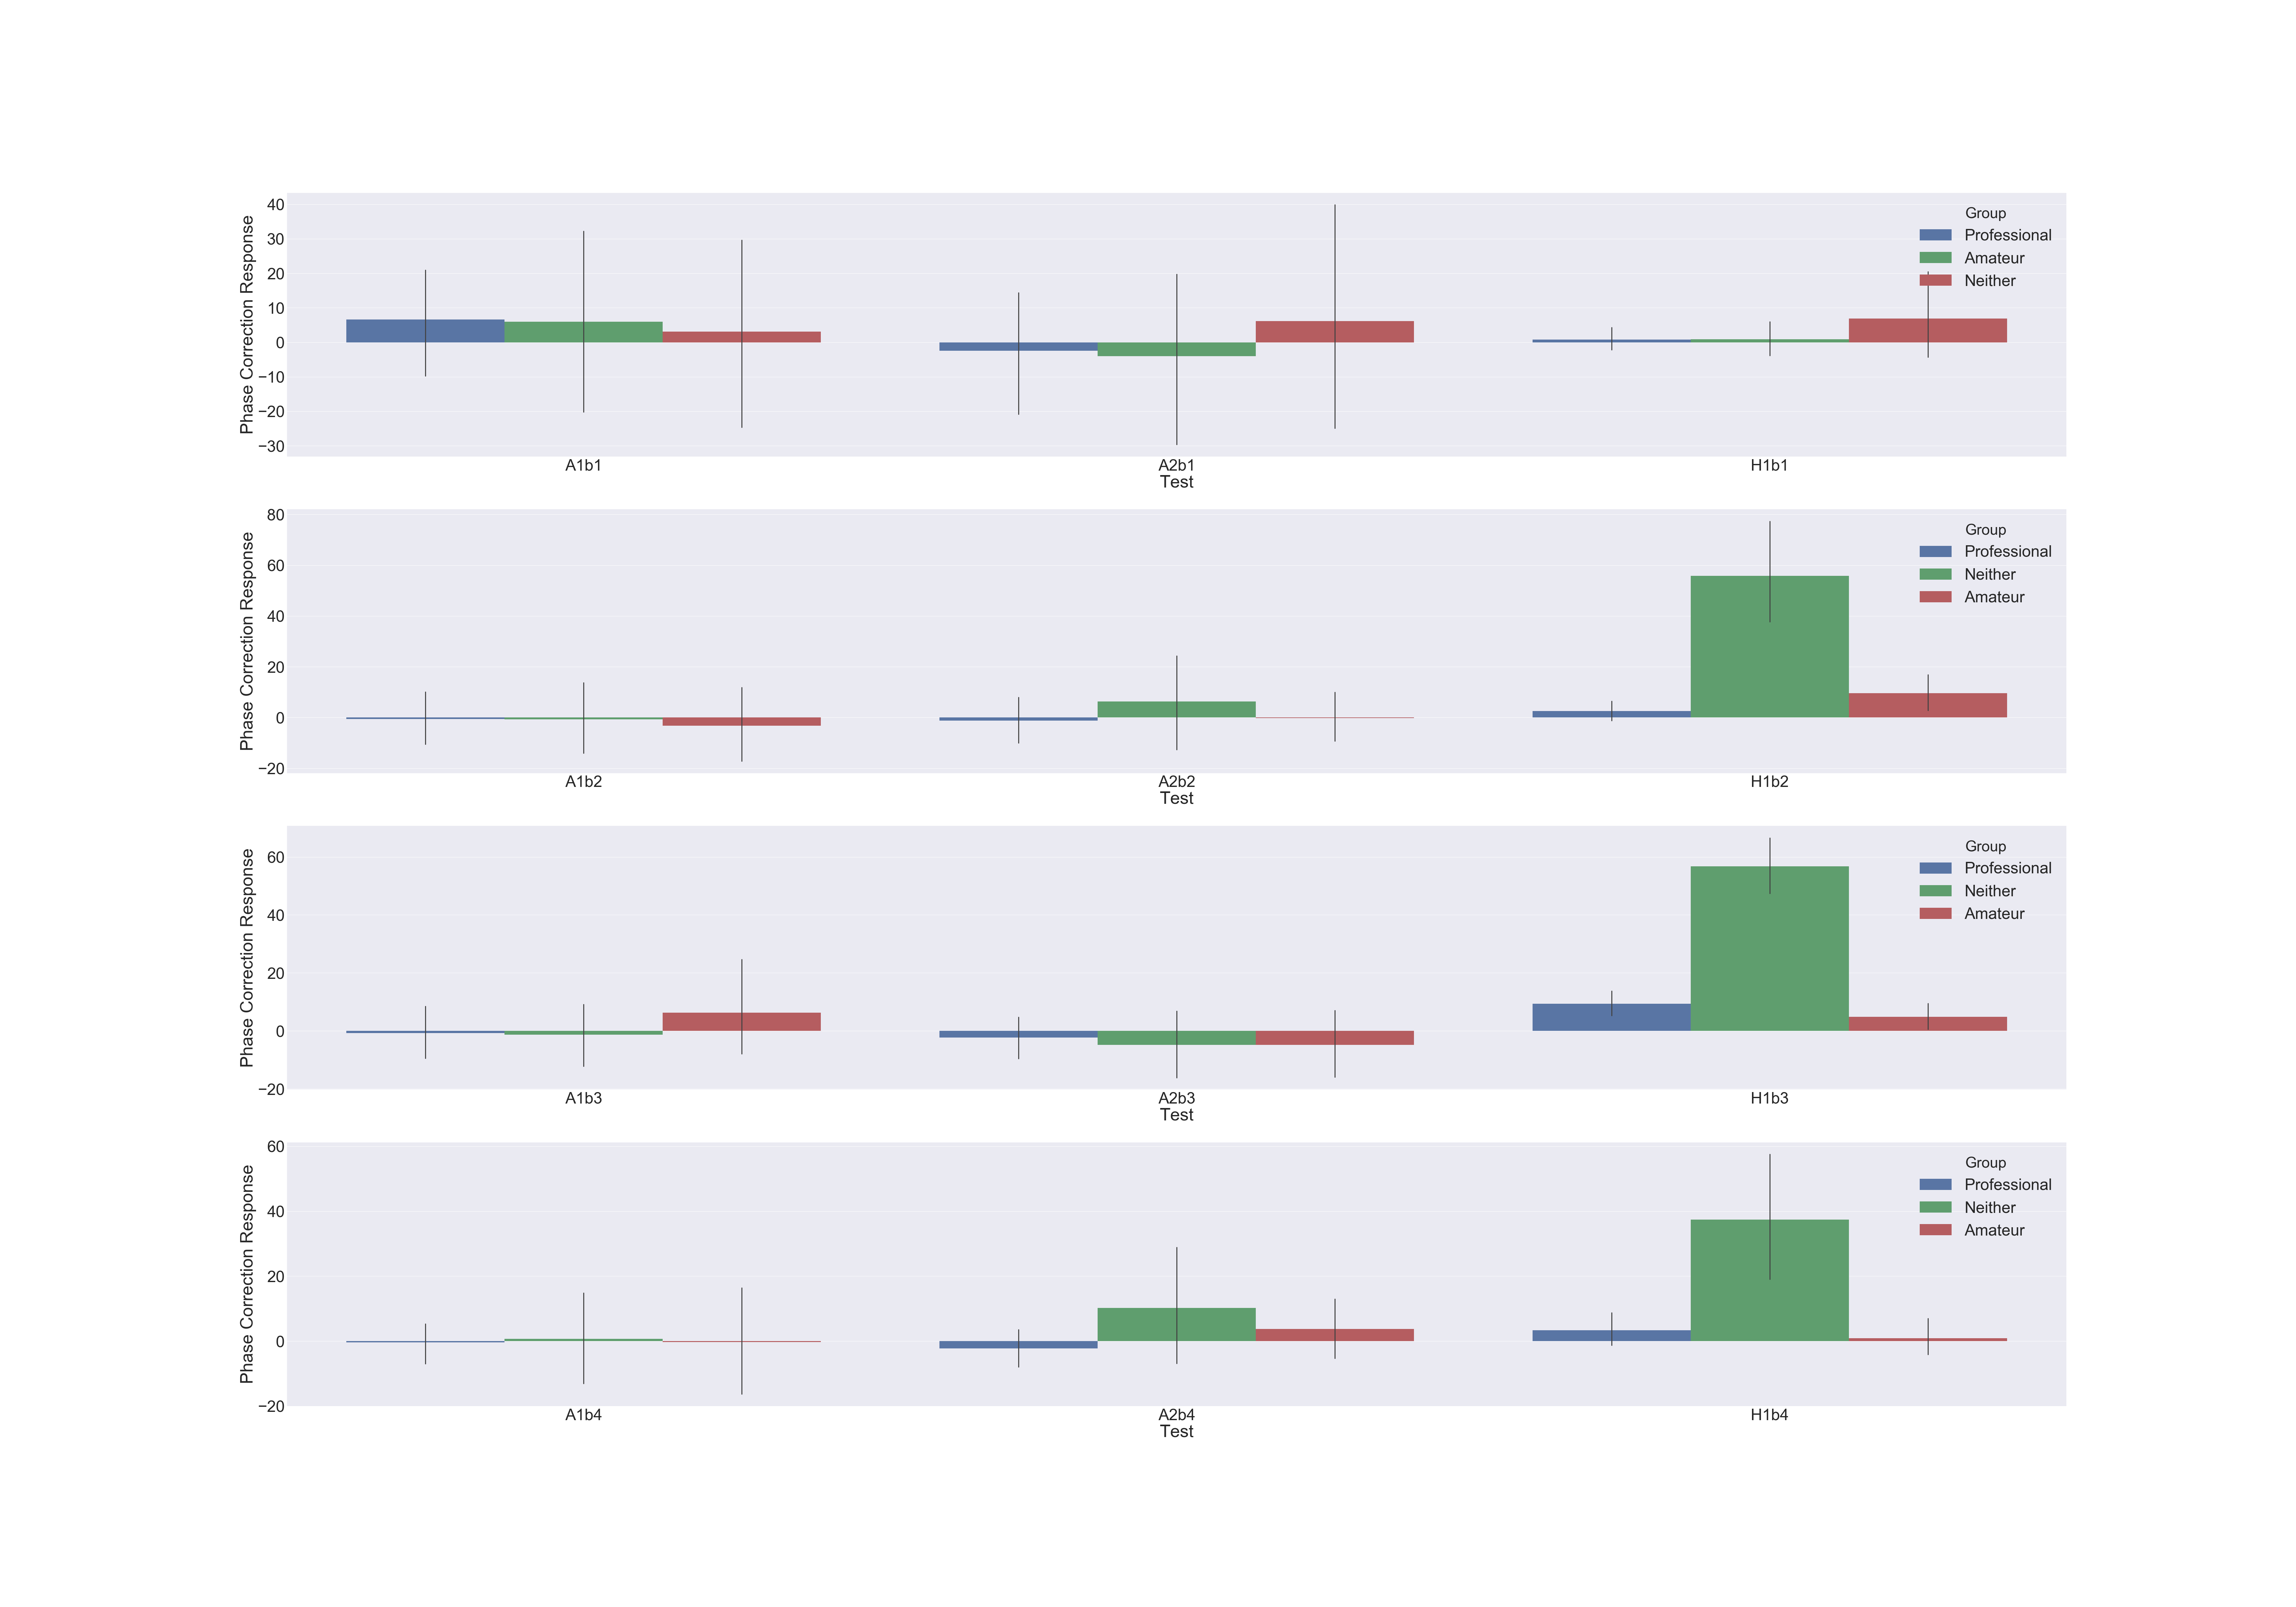 Phase Correction Response
40
30
20
10
0
−10
−20
−30
Group
Professional
Amateur
Neither
A1b1 A2b1 H1b1
Test
Phase Correction Response
80
60
40
20
0
−20
Group
Professional
Neither
Amateur
A1b2 A2b2 H1b2
Test
Phase Correction Response
60
40
20
0
−20
Group
Professional
Neither
Amateur
A1b3 A2b3 H1b3
Test
Phase Correction Response
60
40
20
0
−20
Group
Professional
Neither
Amateur
A1b4 A2b4 H1b4
Test